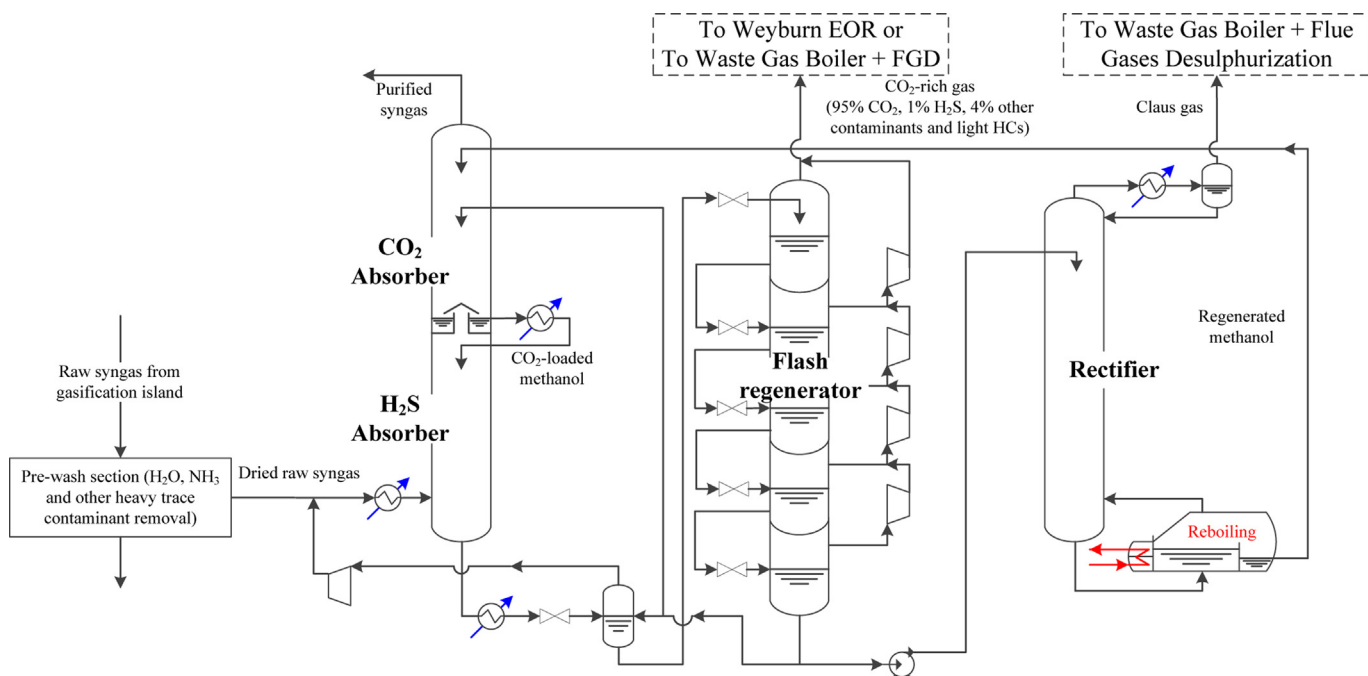 To Weyburn EOR or
To Waste Gas Boiler + FGD
To Waste Gas Boiler + Flue
Gases Desulphurization
Purified
syngas
CO₂-rich gas
(95% CO₂, 1% H₂S, 4% other
contaminants and light HCs)
Claus gas
CO₂
Absorber
CO₂-loaded
methanol
Flash
regenerator
Rectifier
Regenerated
methanol
Raw syngas from
gasification island
H₂S
Absorber
Pre-wash section (H₂O, NH₃
and other heavy trace
contaminant removal)
Dried raw syngas
Reboiling